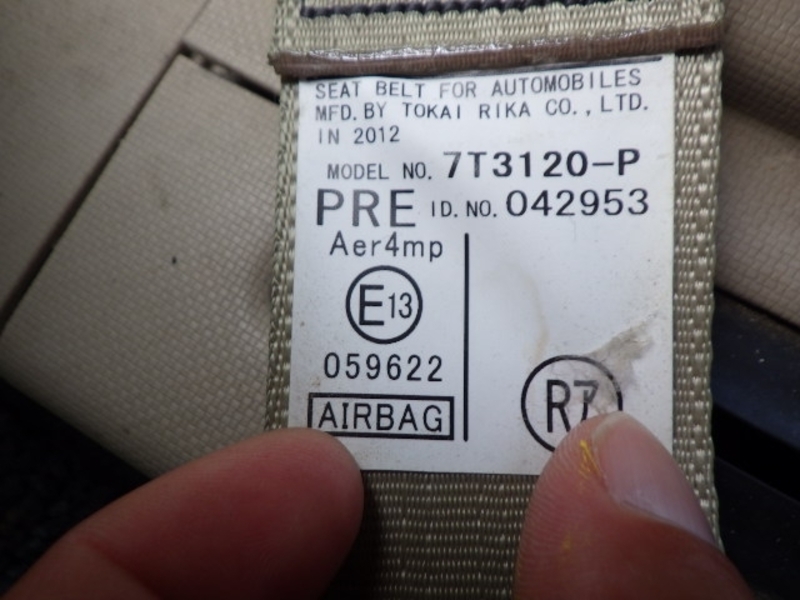 SEAT BELT FOR AUTOMOBILES
MFD. BY TOKAI RIKA CO., LTD.
IN 2012
MODEL NO. 7T3120-P
PRE ID. NO. 042953
Aer4mp
E13
059622
AIRBAG
R7